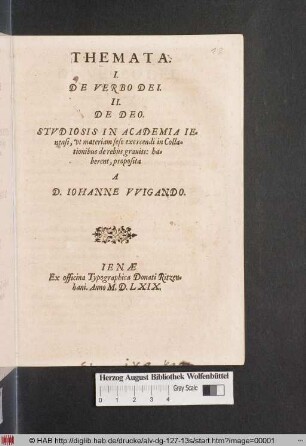 THEMATA.
I.
DE VERBO DEI.
II.
DE DEO.
STVDIOSIS IN ACADEMIA IE-
nensi, vt materiam sese exercendi in Colla-
tionibus de rebus grauiss: ha-
berent, proposita
A
D. IOHANNE VVIGANDO.
IENÆ
Ex officina Typographica Donati Ritzen-
hani. Anno M. D. LXIX.
Herzog August Bibliothek Wolfenbüttel
0 1 2 3 4 Grey Scale
© HAB http://diglib.hab.de/drucke/alv-dg-127-13s/start.htm?image=00001